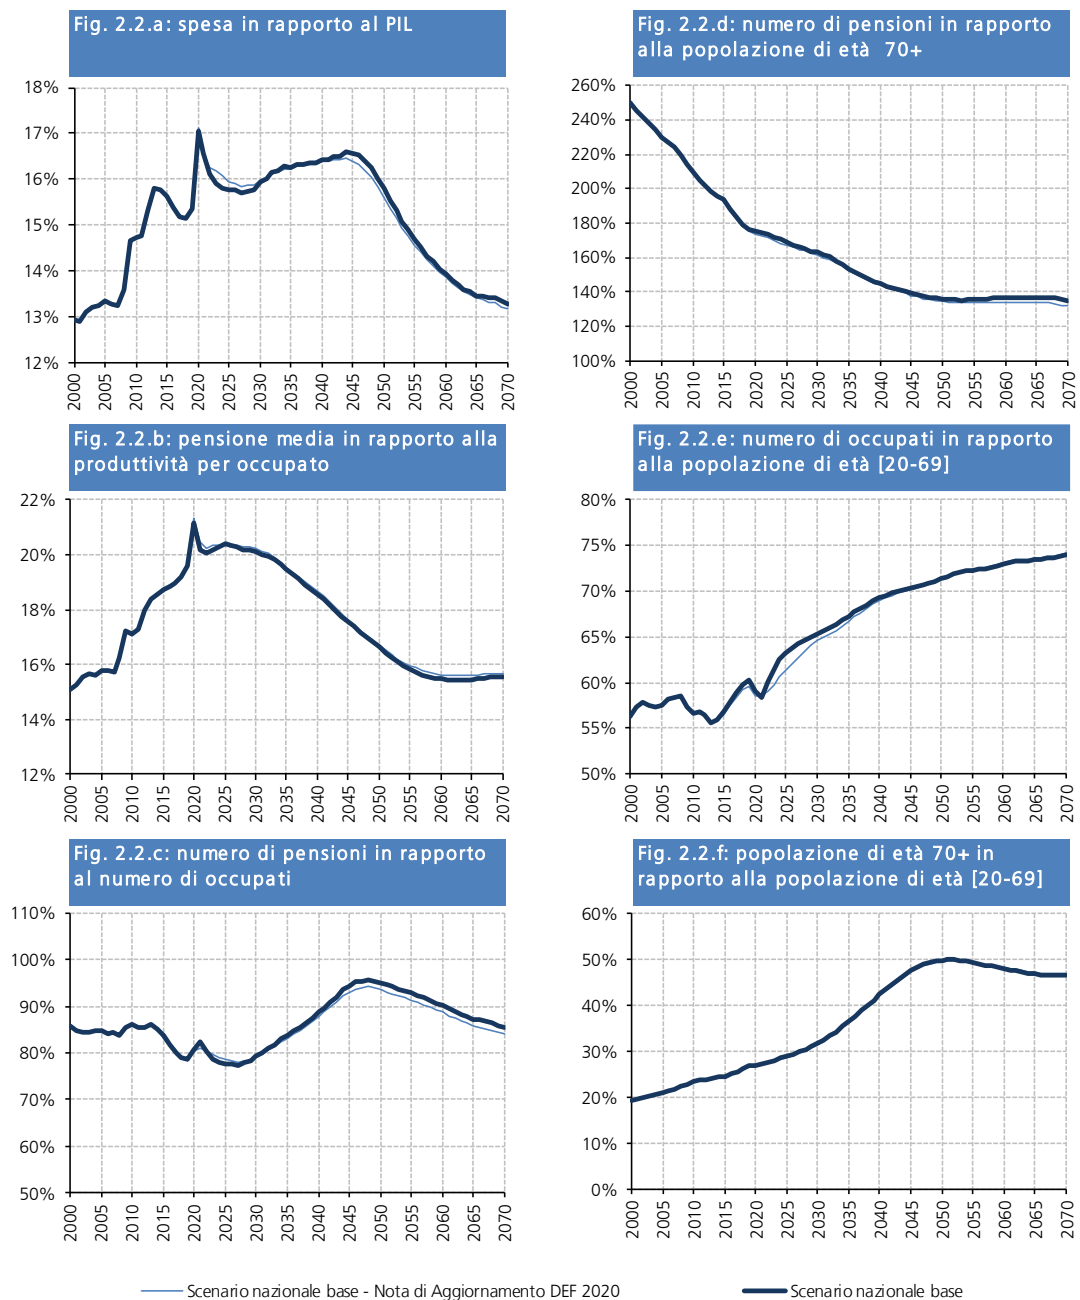 Fig. 2.2.a: spesa in rapporto al PIL
18%
17%
16%
15%
14%
13%
12%
2000 2005 2010 2015 2020 2025 2030 2035 2040 2045 2050 2055 2060 2065 2070
Fig. 2.2.d: numero di pensioni in rapporto
alla popolazione di età 70+
260%
240%
220%
200%
180%
160%
140%
120%
100%
2000 2005 2010 2015 2020 2025 2030 2035 2040 2045 2050 2055 2060 2065 2070
Fig. 2.2.b: pensione media in rapporto alla
produttività per occupato
22%
20%
18%
16%
14%
12%
2000 2005 2010 2015 2020 2025 2030 2035 2040 2045 2050 2055 2060 2065 2070
Fig. 2.2.e: numero di occupati in rapporto
alla popolazione di età [20-69]
80%
75%
70%
65%
60%
55%
50%
2000 2005 2010 2015 2020 2025 2030 2035 2040 2045 2050 2055 2060 2065 2070
Fig. 2.2.c: numero di pensioni in rapporto
al numero di occupati
110%
100%
90%
80%
70%
60%
50%
2000 2005 2010 2015 2020 2025 2030 2035 2040 2045 2050 2055 2060 2065 2070
Fig. 2.2.f: popolazione di età 70+ in
rapporto alla popolazione di età [20-69]
60%
50%
40%
30%
20%
10%
0%
2000 2005 2010 2015 2020 2025 2030 2035 2040 2045 2050 2055 2060 2065 2070
Scenario nazionale base - Nota di Aggiornamento DEF 2020
Scenario nazionale base